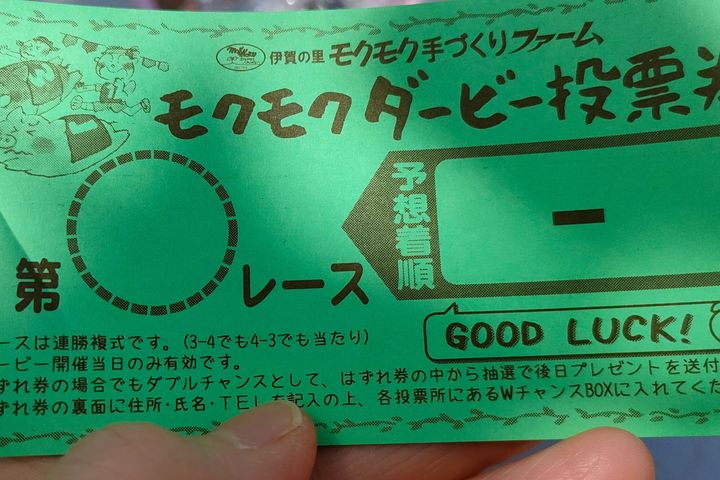 伊賀の里 モクモク手づくりファーム
モクモクダービー投票券
第 レース
予想着順
-
GOOD LUCK!
ースは連勝複式です。(3-4でも4-3でも当たり)
ービー開催当日のみ有効です。
ずれ券の場合でもダブルチャンスとして、はずれ券の中から抽選で後日プレゼントを送付
ずれ券の裏面に住所・氏名・TELを記入の上、各投票所にあるWチャンスBOXに入れてくだ